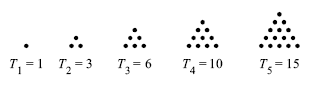 T₁ = 1 T₂ = 3 T₃ = 6 T₄ = 10 T₅ = 15